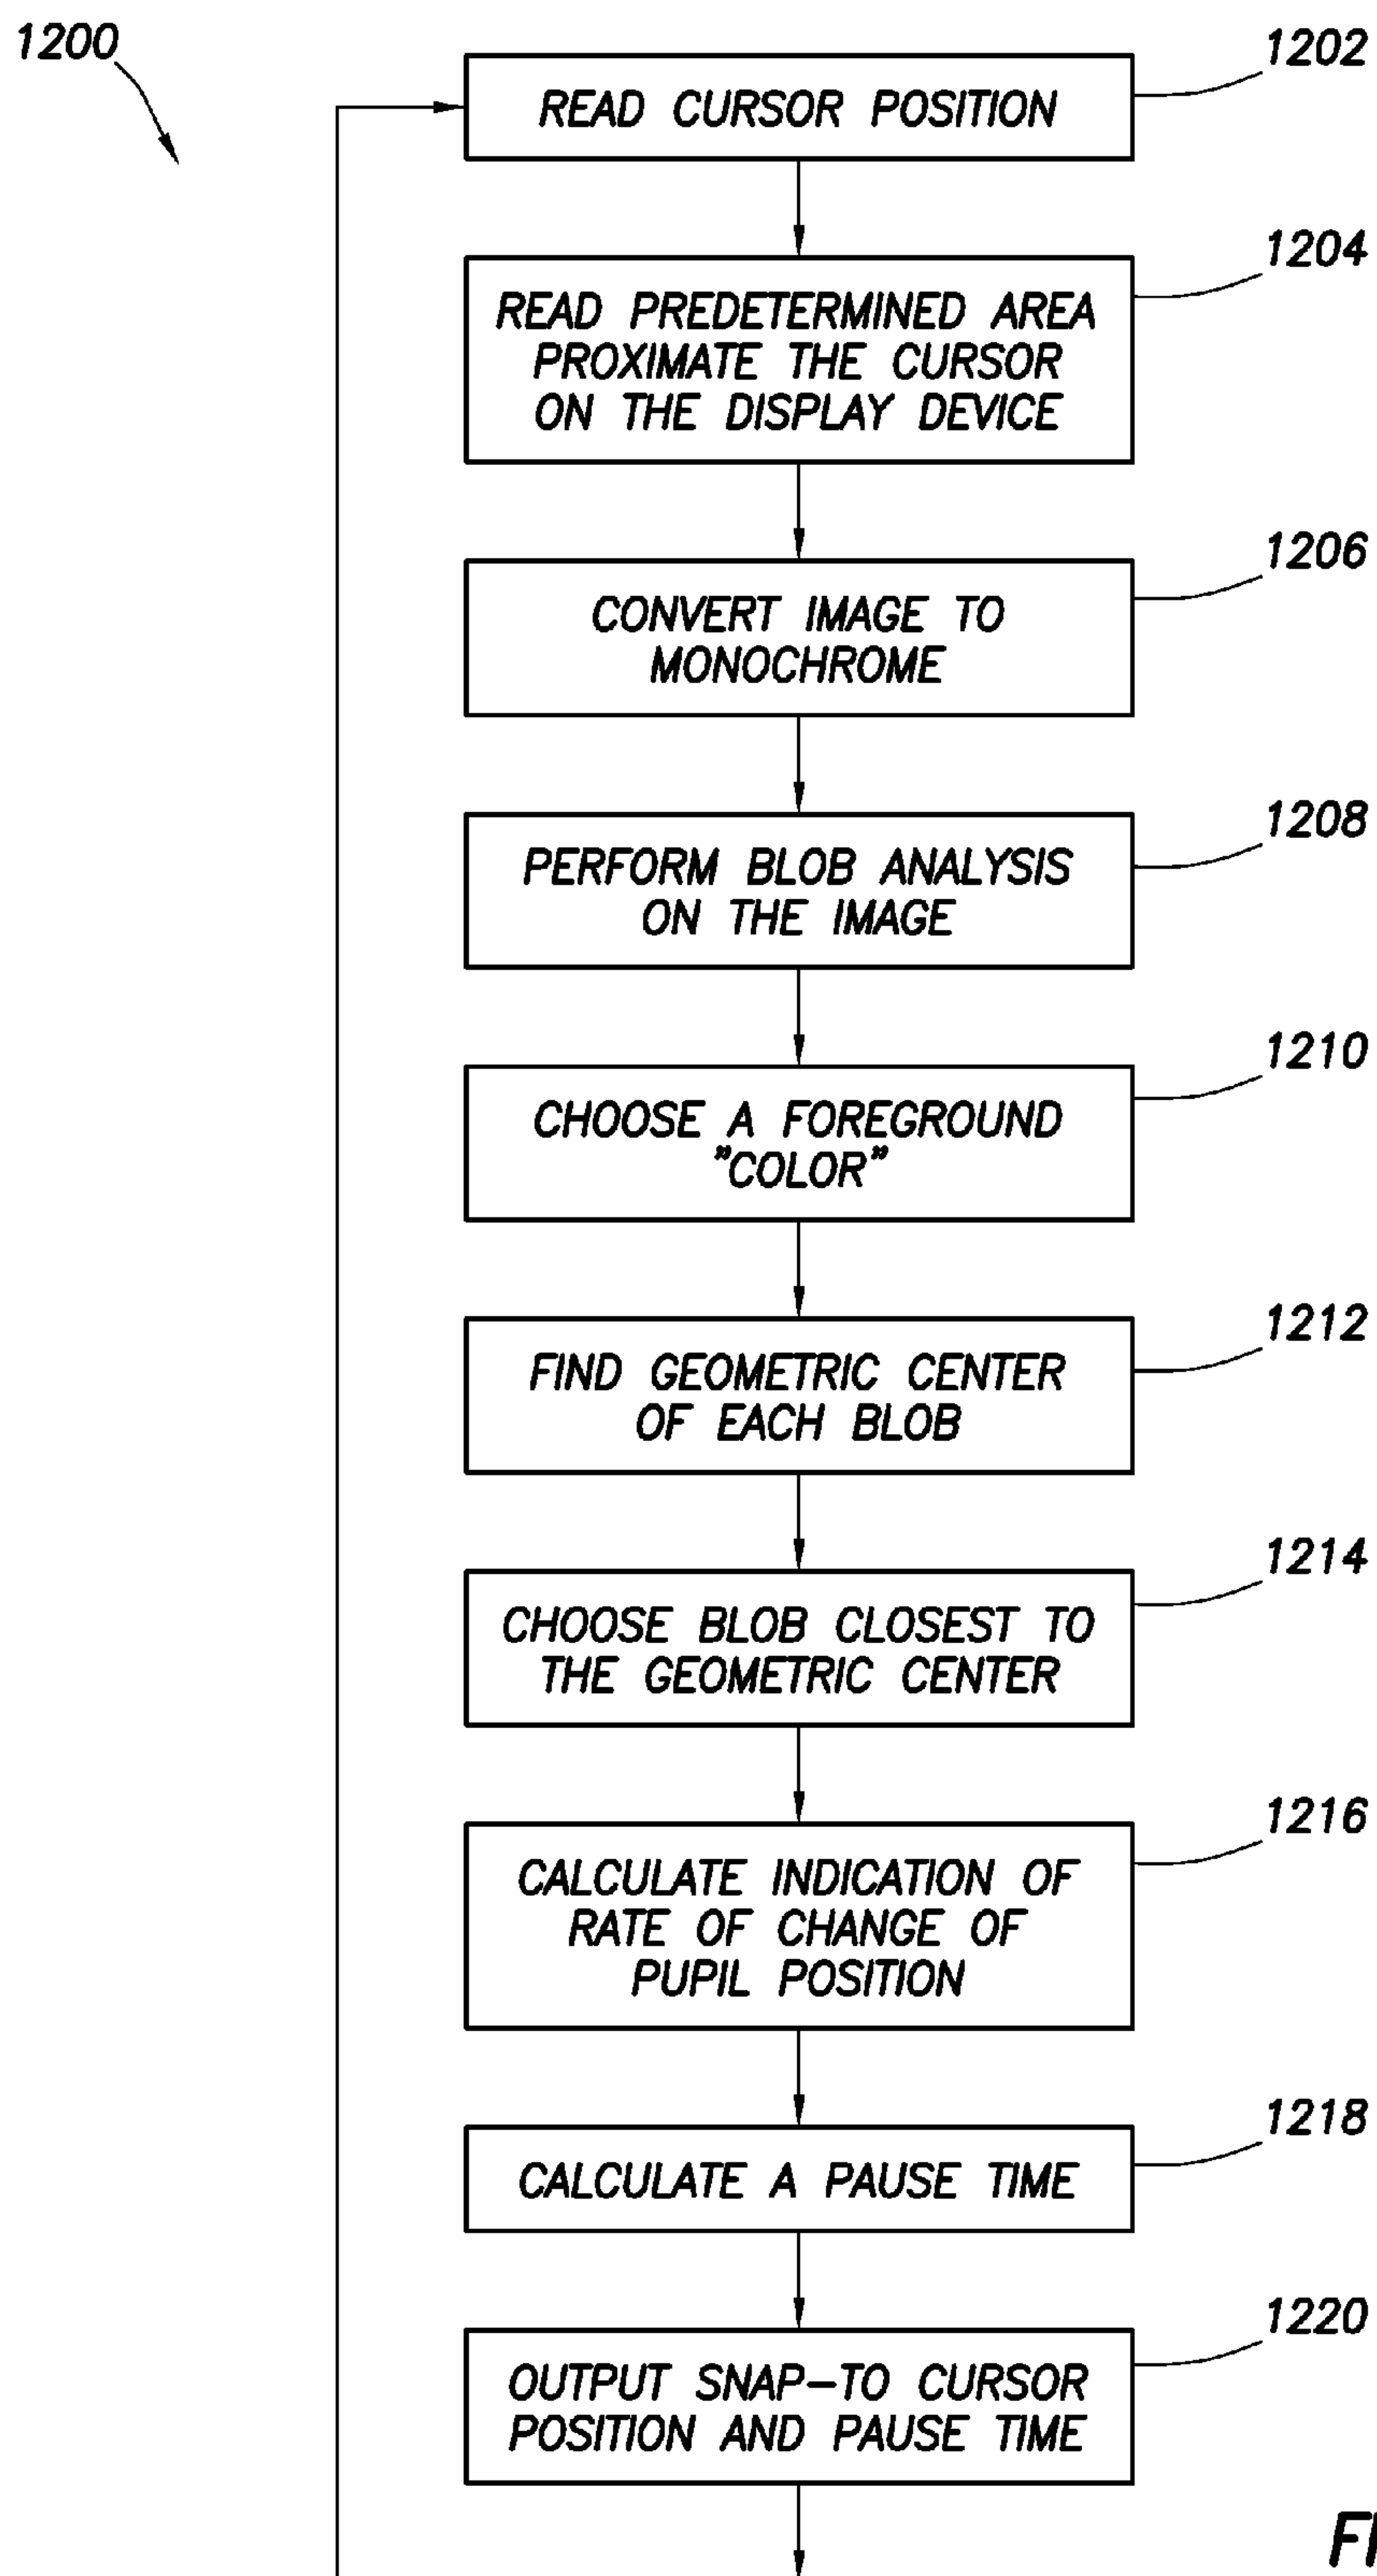 1200
1202
READ CURSOR POSITION
1204
READ PREDETERMINED AREA
PROXIMATE THE CURSOR
ON THE DISPLAY DEVICE
1206
CONVERT IMAGE TO
MONOCHROME
1208
PERFORM BLOB ANALYSIS
ON THE IMAGE
1210
CHOOSE A FOREGROUND
"COLOR"
1212
FIND GEOMETRIC CENTER
OF EACH BLOB
1214
CHOOSE BLOB CLOSEST TO
THE GEOMETRIC CENTER
1216
CALCULATE INDICATION OF
RATE OF CHANGE OF
PUPIL POSITION
1218
CALCULATE A PAUSE TIME
1220
OUTPUT SNAP-TO CURSOR
POSITION AND PAUSE TIME